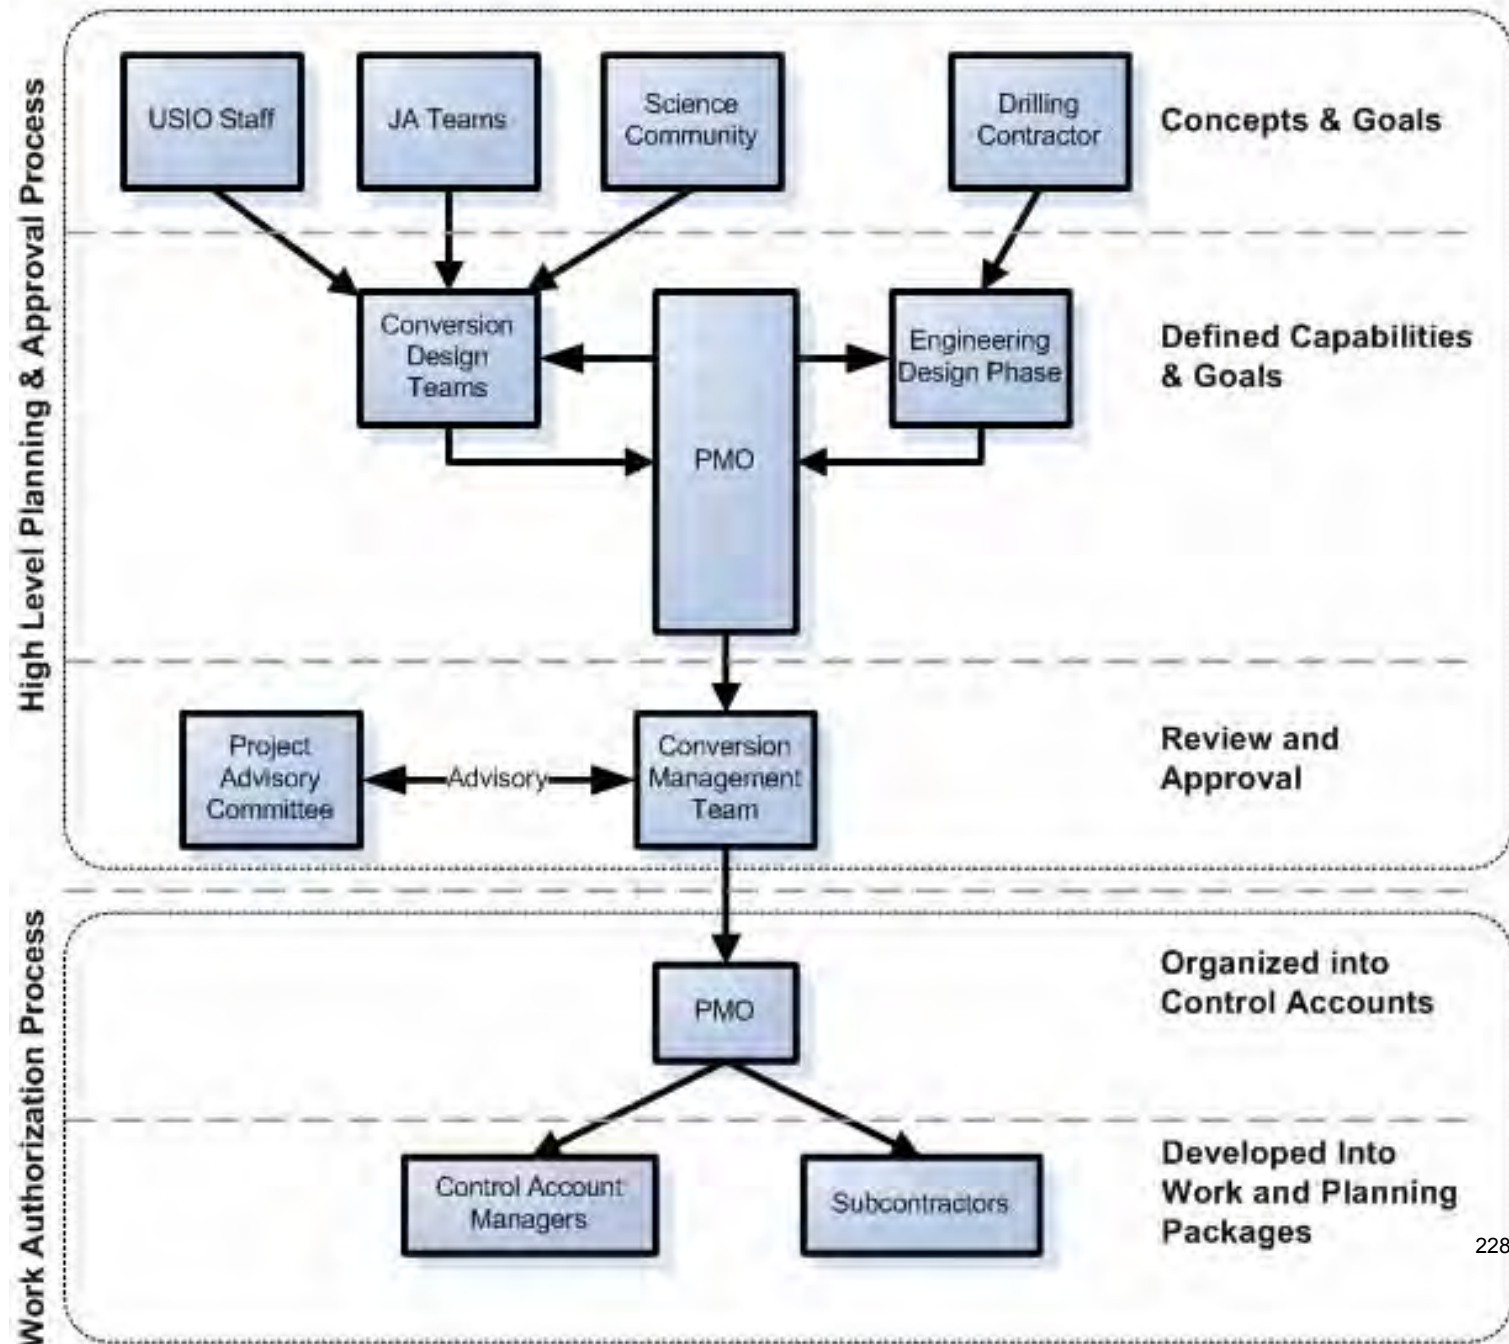 High Level Planning & Approval Process
USIO Staff
JA Teams
Science
Community
Drilling
Contractor
Concepts & Goals
Conversion
Design
Teams
PMO
Engineering
Design Phase
Defined Capabilities
& Goals
Project
Advisory
Committee
Advisory
Conversion
Management
Team
Review and
Approval
Work Authorization Process
PMO
Organized into
Control Accounts
Control Account
Managers
Subcontractors
Developed Into
Work and Planning
Packages
228